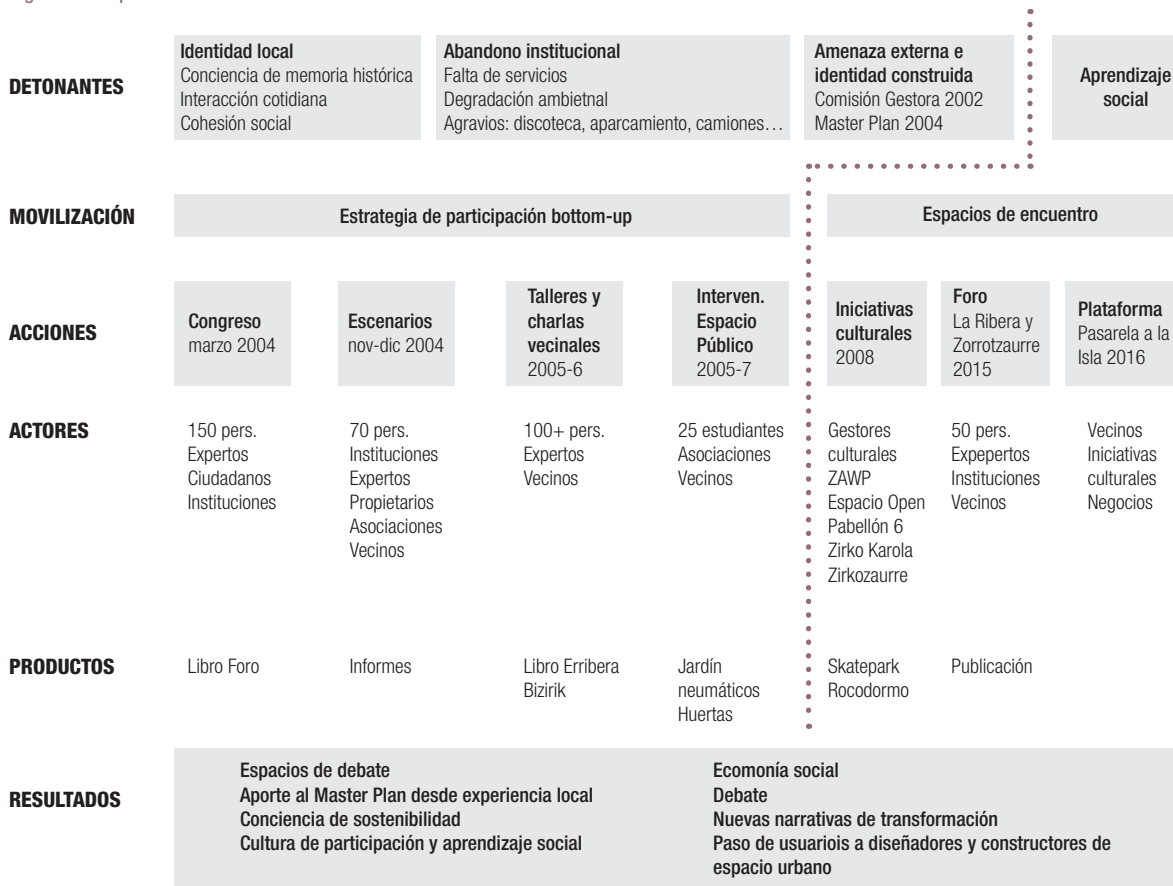 DETONANTES
Identidad local
Conciencia de memoria histórica
Interacción cotidiana
Cohesión social
Abandono institucional
Falta de servicios
Degradación ambietnal
Agravios: discoteca, aparcamiento, camiones…
Amenaza externa e
identidad construida
Comisión Gestora 2002
Master Plan 2004
Aprendizaje
social
MOVILIZACIÓN
Estrategia de participación bottom-up
Espacios de encuentro
ACCIONES
Congreso
marzo 2004
Escenarios
nov-dic 2004
Talleres y
charlas
vecinales
2005-6
Interven.
Espacio
Público
2005-7
Iniciativas
culturales
2008
Foro
La Ribera y
Zorrotzaurre
2015
Plataforma
Pasarela a la
Isla 2016
ACTORES
150 pers.
Expertos
Ciudadanos
Instituciones
70 pers.
Instituciones
Expertos
Propietarios
Asociaciones
Vecinos
100+ pers.
Expertos
Vecinos
25 estudiantes
Asociaciones
Vecinos
Gestores
culturales
ZAWP
Espacio Open
Pabellón 6
Zirko Karola
Zirkozaurre
50 pers.
Expepertos
Instituciones
Vecinos
Vecinos
Iniciativas
culturales
Negocios
PRODUCTOS
Libro Foro
Informes
Libro Erribera
Bizirik
Jardín
neumáticos
Huertas
Skatepark
Rocodormo
Publicación
RESULTADOS
Espacios de debate
Aporte al Master Plan desde experiencia local
Conciencia de sostenibilidad
Cultura de participación y aprendizaje social
Ecomonía social
Debate
Nuevas narrativas de transformación
Paso de usuariois a diseñadores y constructores de
espacio urbano